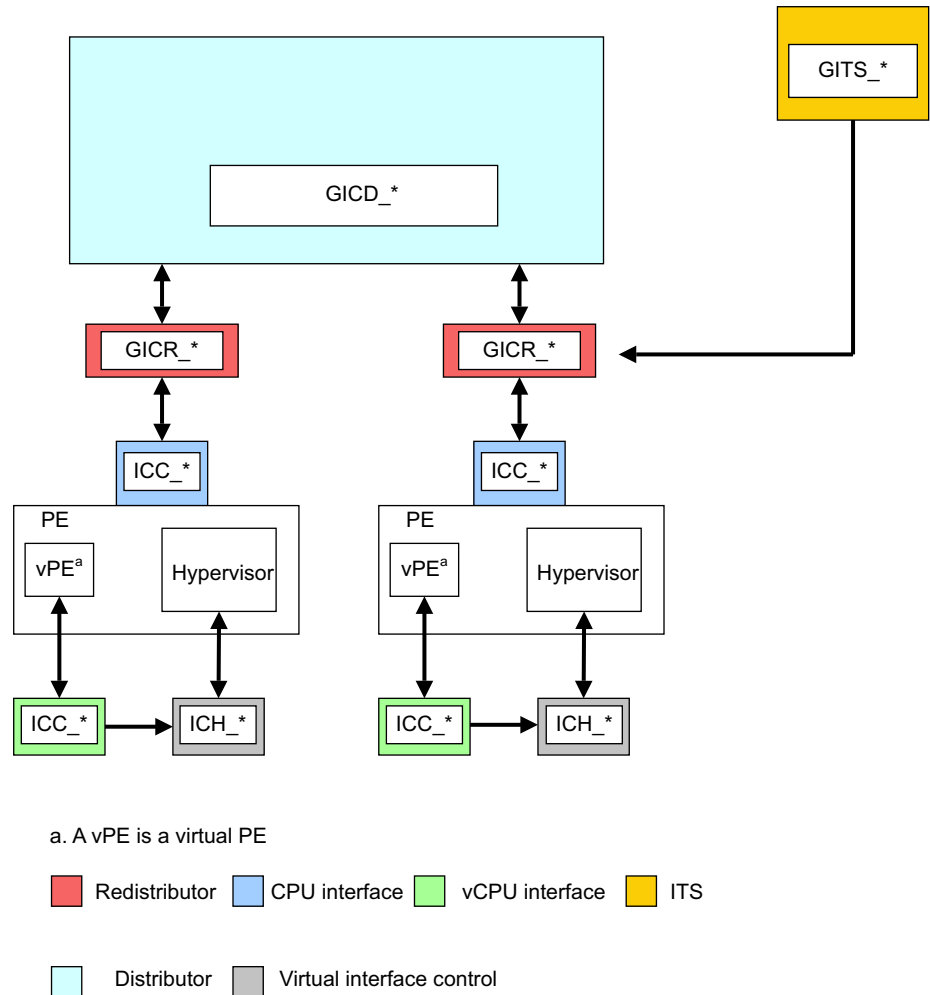 GITS_*
GICD_*
GICR_* GICR_*
ICC_* ICC_*
PE PE
vPEᵃ Hypervisor vPEᵃ Hypervisor
ICC_* ICH_* ICC_* ICH_*
a. A vPE is a virtual PE
Redistributor CPU interface vCPU interface ITS
Distributor Virtual interface control